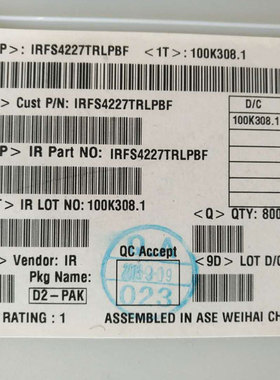 P>: IRFS4227TRLPBF <1T>: 100K308.1
> Cust P/N: IRFS4227TRLPBF
D/C
100K308.1
P> IR Part NO: IRFS4227TRLPBF
T> IR LOT NO: 100K308.1
<Q> QTY: 800
> Vendor: IR
QC Accept
<9D> LOT D/C
Pkg Name:
D2-PAK
023
RATING : 1 ASSEMBLED IN ASE WEIHAI C